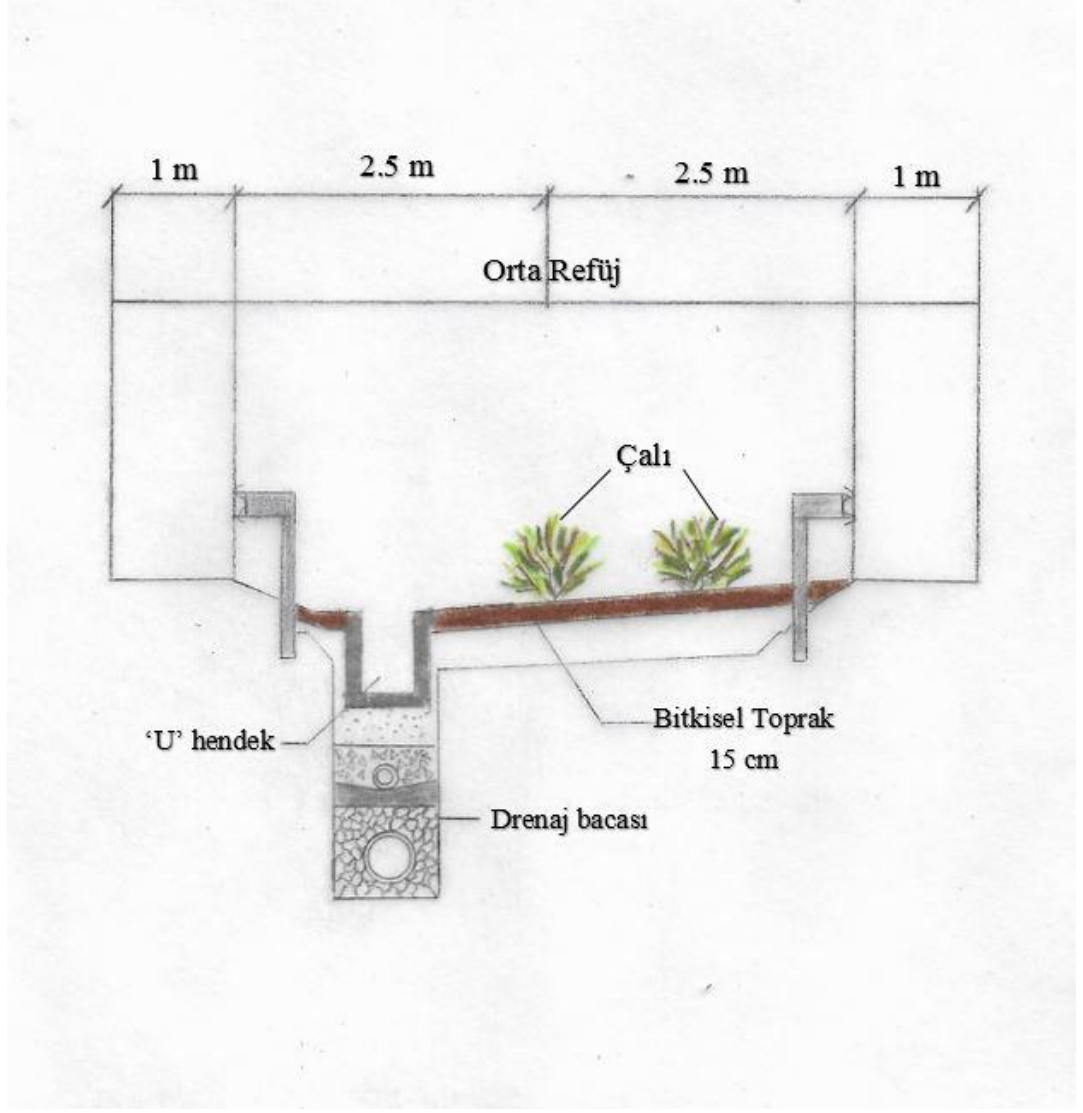 1 m
2.5 m
2.5 m
1 m
Orta Refüj
Çalı
‘U’ hendek
Bitkisel Toprak
15 cm
Drenaj bacası